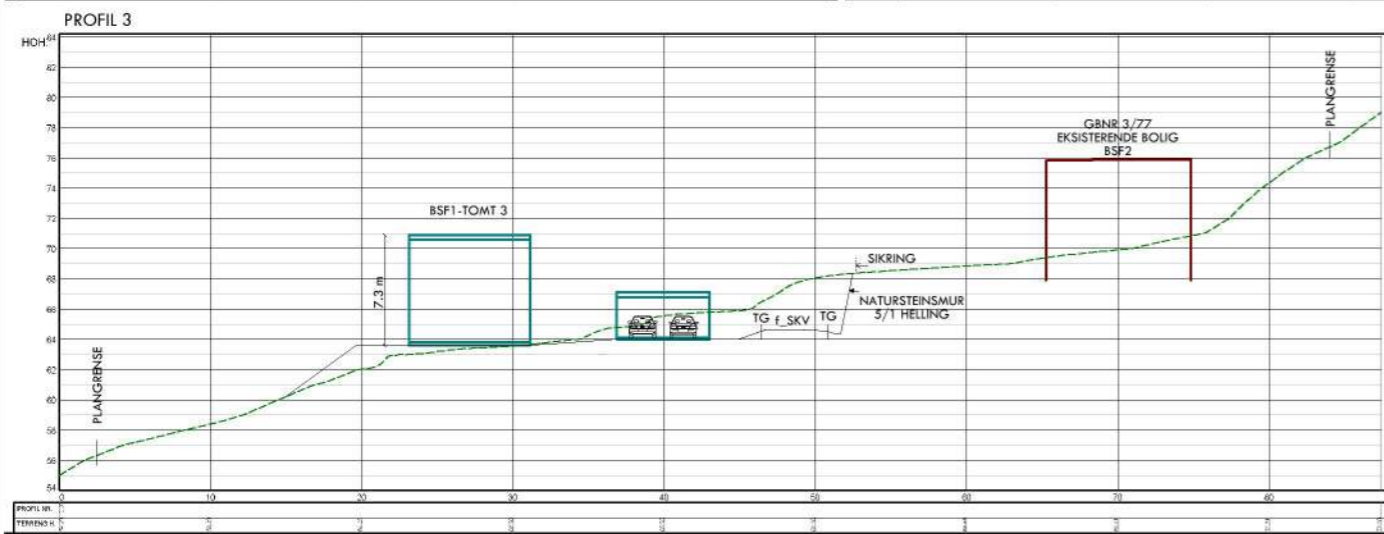 PROFIL 3
HOH
84
82
80
78
76
74
72
70
68
66
64
62
60
58
56
54
PLANGRENSE
7.3 m
BSF1-TOMT 3
TG f_SKV TG
SIKRING
NATURSTEINSMUR
5/1 HELLING
GBNR 3/77
EKSISTERENDE BOLIG
BSF2
PLANGRENSE
0 10 20 30 40 50 60 70 80
PROFIL NR.
TERRENG H.